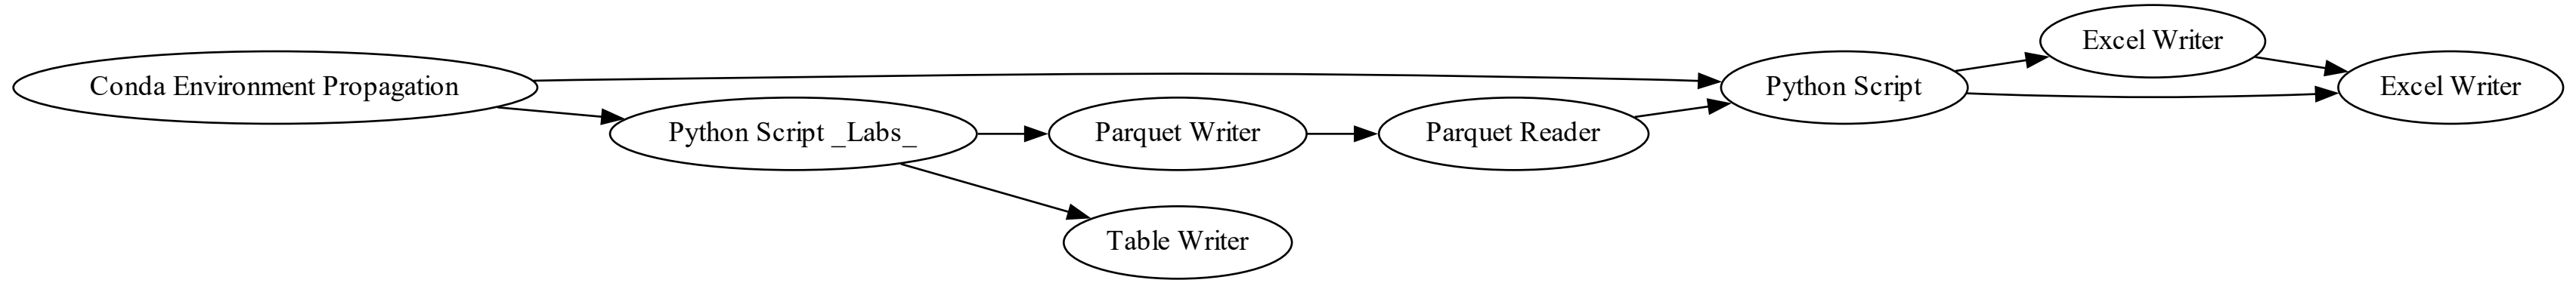 Conda Environment Propagation
Python Script _Labs_
Parquet Writer
Table Writer
Parquet Reader
Python Script
Excel Writer
Excel Writer